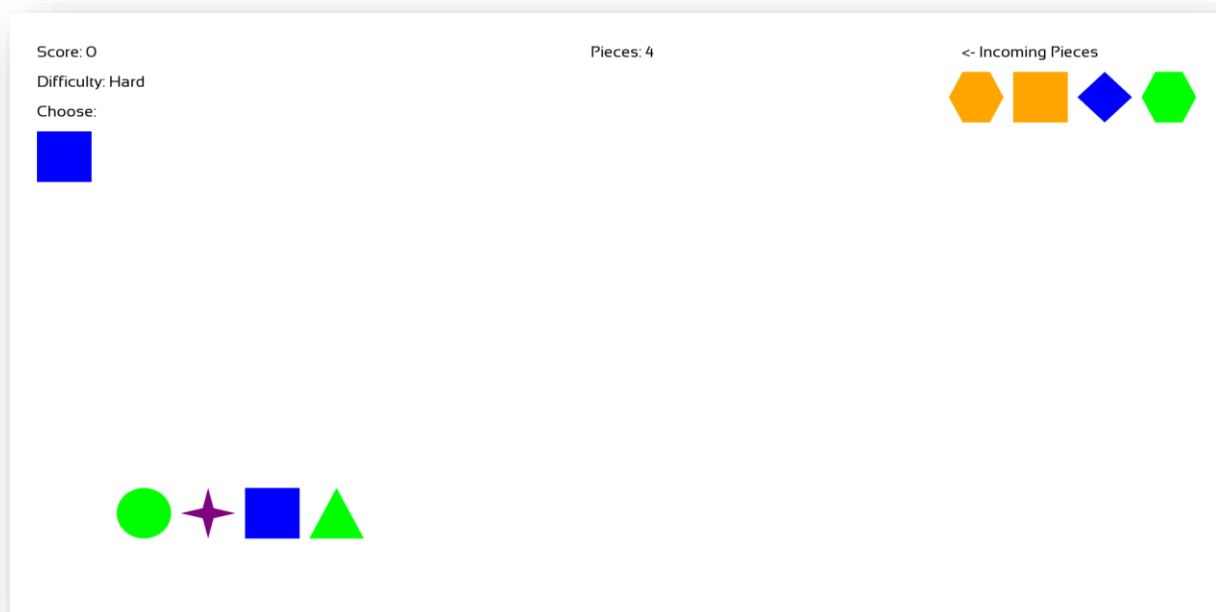 Score: 0
Pieces: 4
<- Incoming Pieces
Difficulty: Hard
Choose: